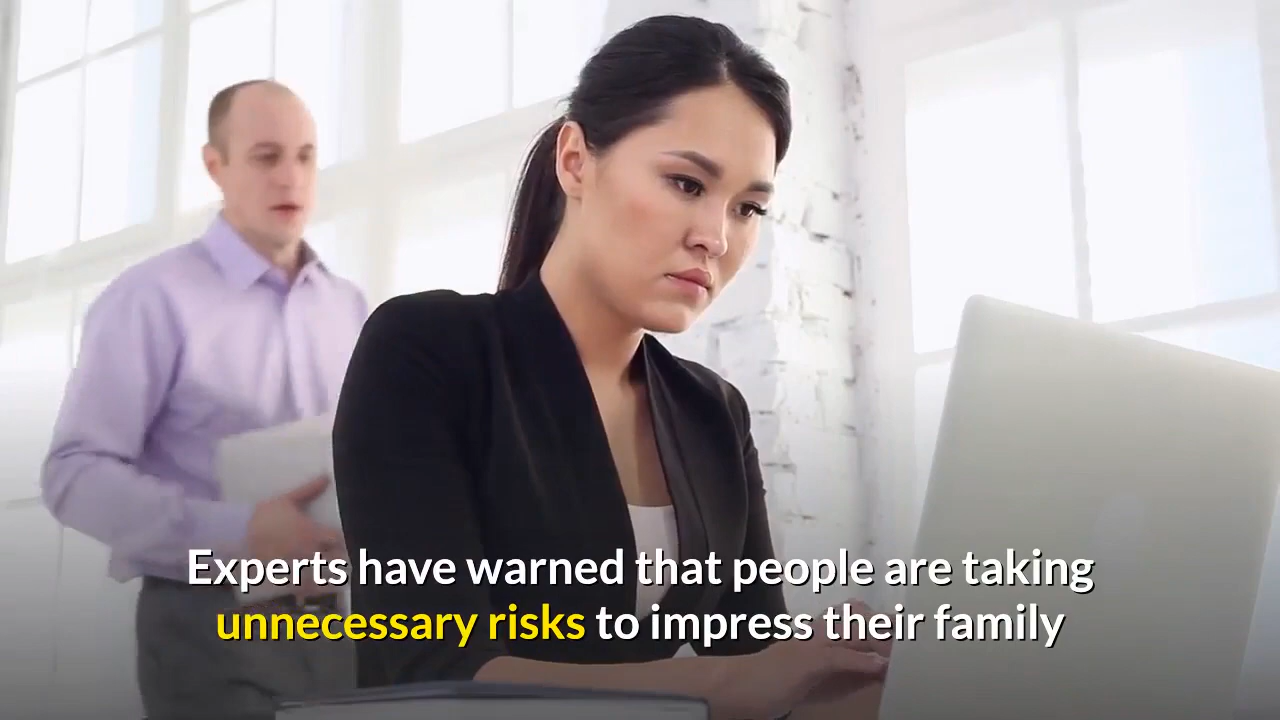 Experts have warned that people are taking
unnecessary risks to impress their family